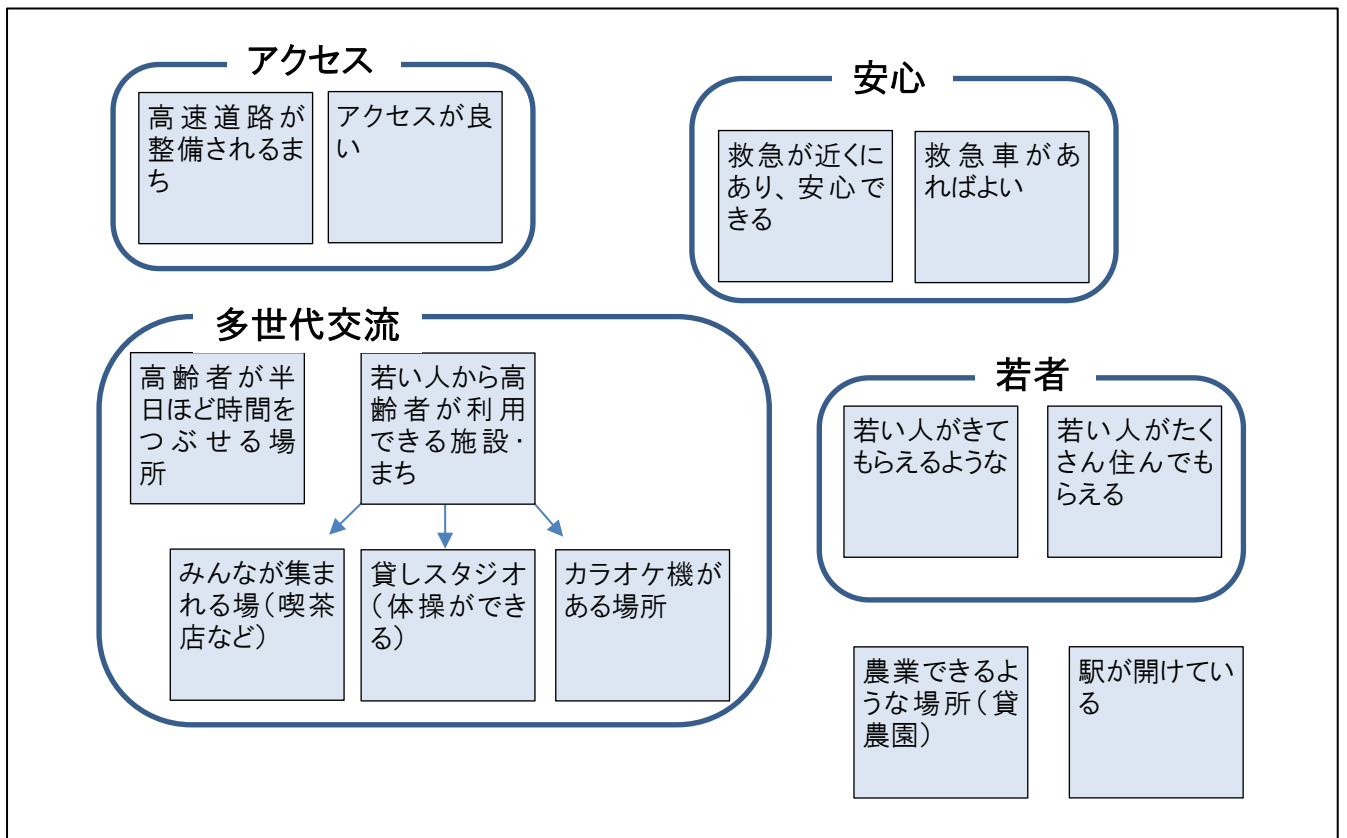 アクセス
高速道路が
整備されるま
ち
アクセスが良
い
安心
救急が近くに
あり、安心で
きる
救急車があ
ればよい
多世代交流
高齢者が半
日ほど時間を
つぶせる場
所
若い人から高
齢者が利用
できる施設・
まち
みんなが集ま
れる場(喫茶
店など)
貸しスタジオ
(体操ができ
る)
カラオケ機が
ある場所
若者
若い人がきて
もらえるような
若い人がたく
さん住んでも
らえる
農業できるよ
うな場所(貸
農園)
駅が開けてい
る